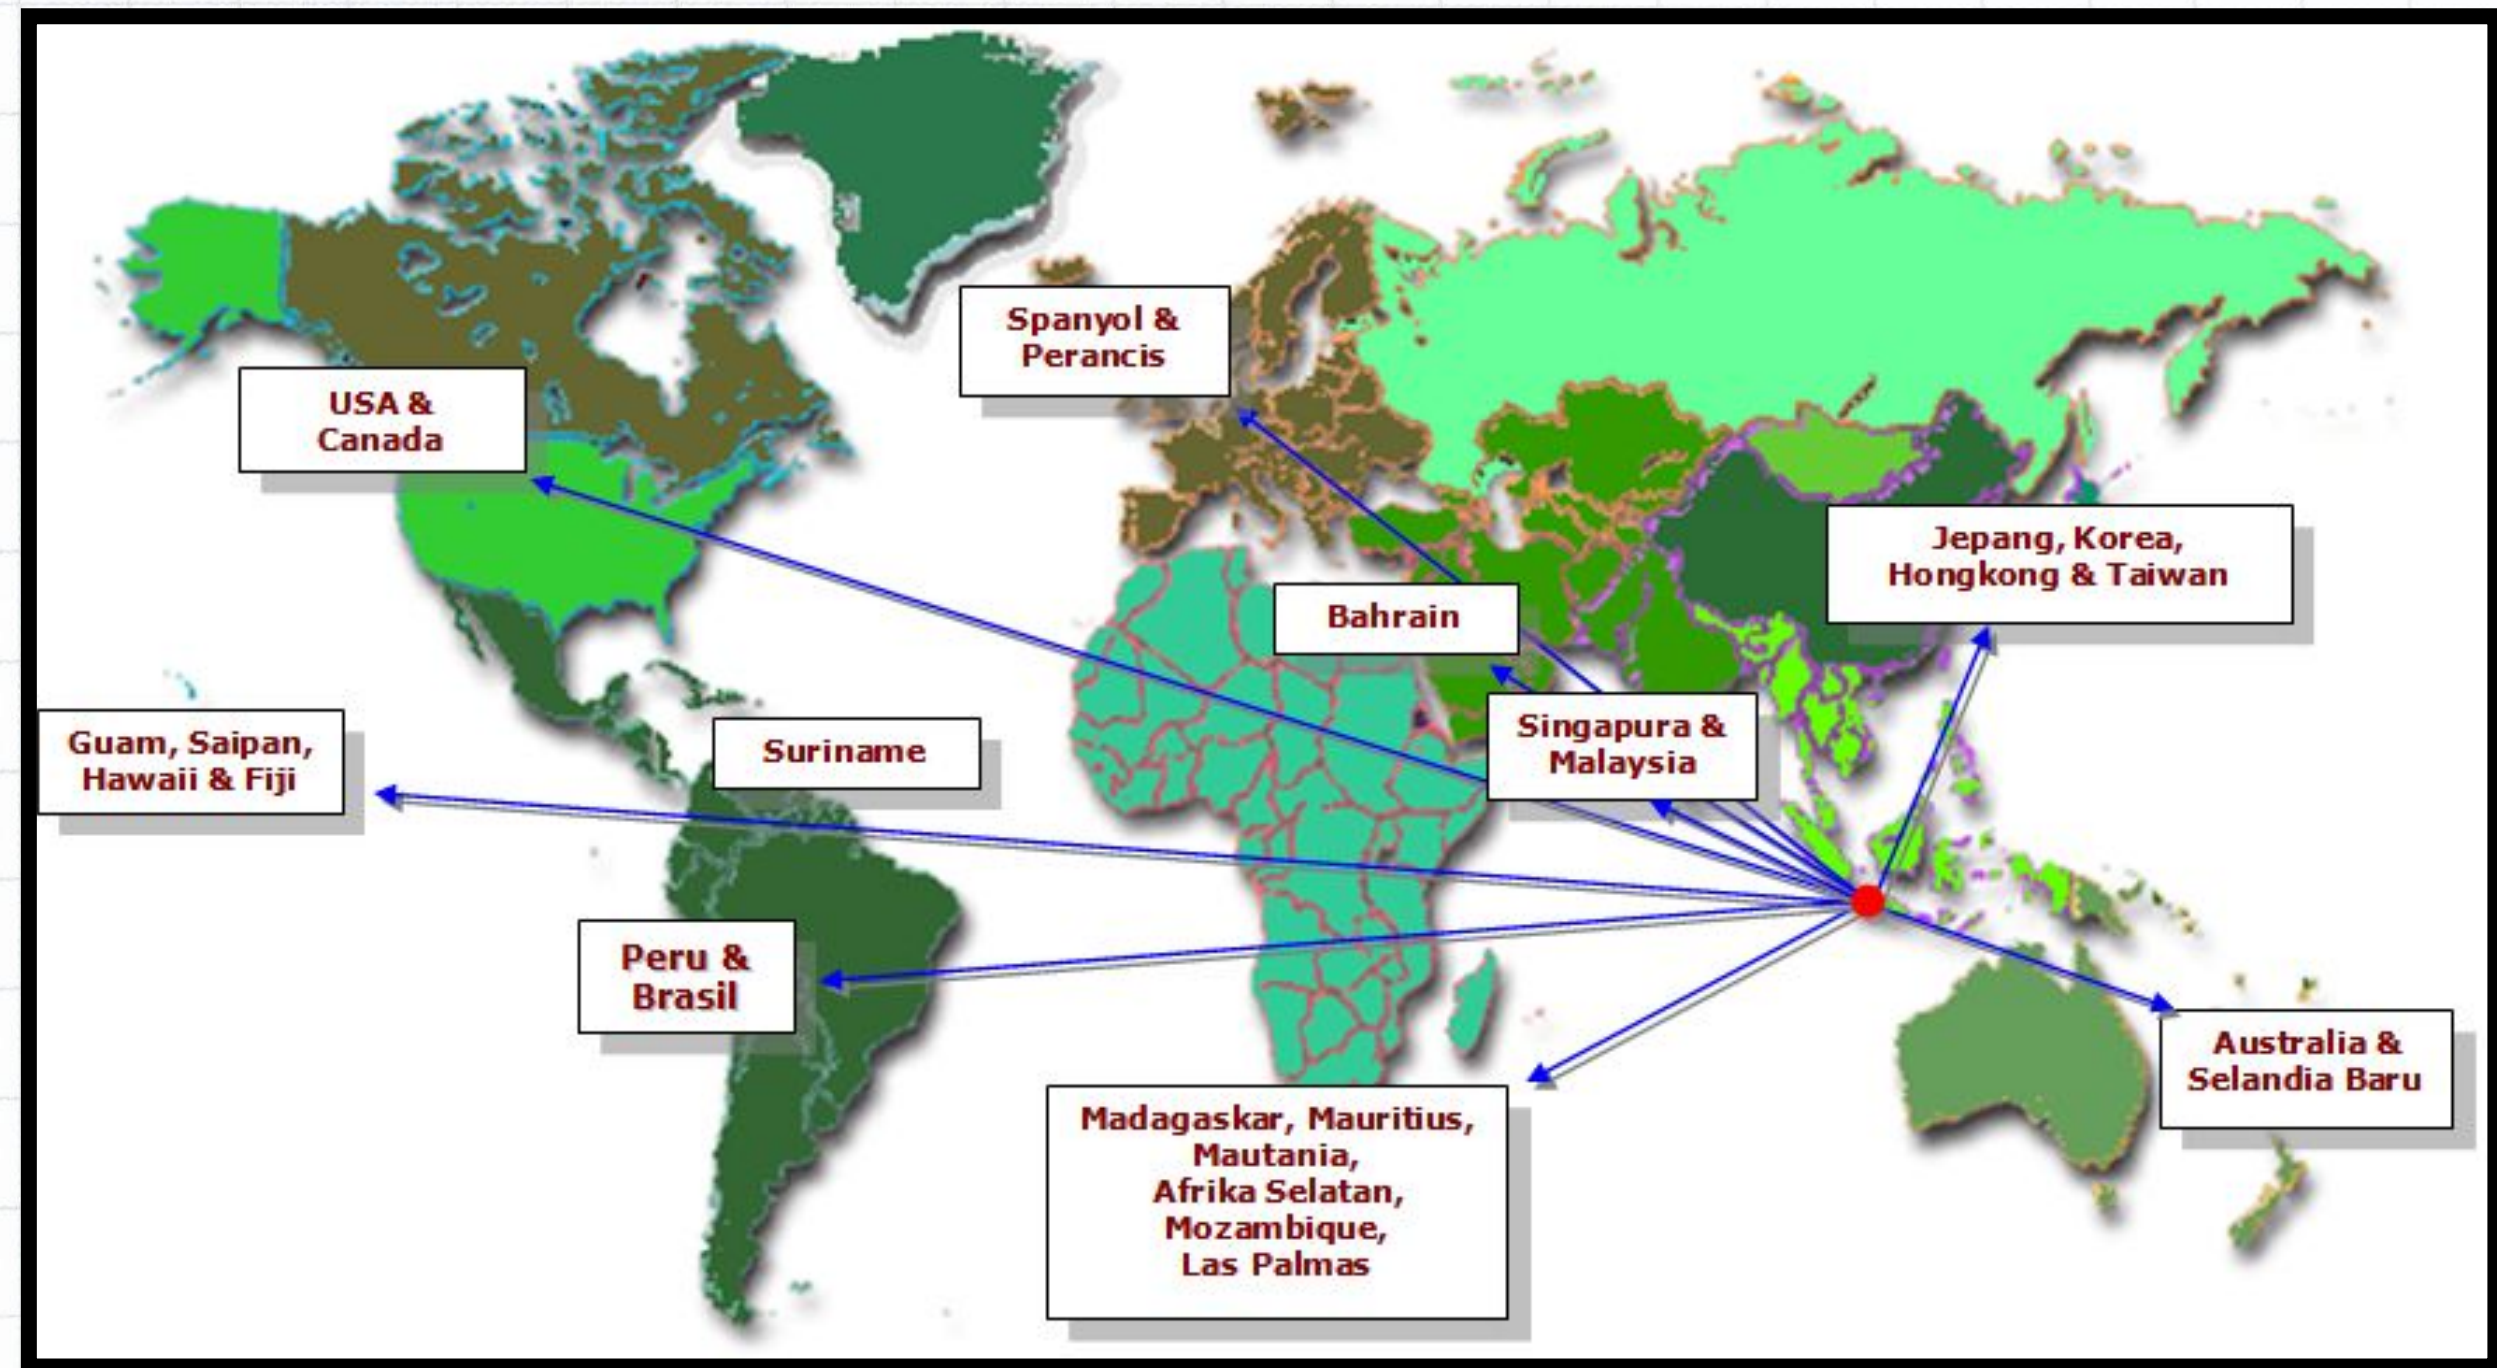 Spanyol &
Perancis
USA &
Canada
Jepang, Korea,
Hongkong & Taiwan
Bahrain
Singapura &
Malaysia
Guam, Saipan,
Hawaii & Fiji
Suriname
Peru &
Brasil
Australia &
Selandia Baru
Madagaskar, Mauritius,
Mautania,
Afrika Selatan,
Mozambique,
Las Palmas